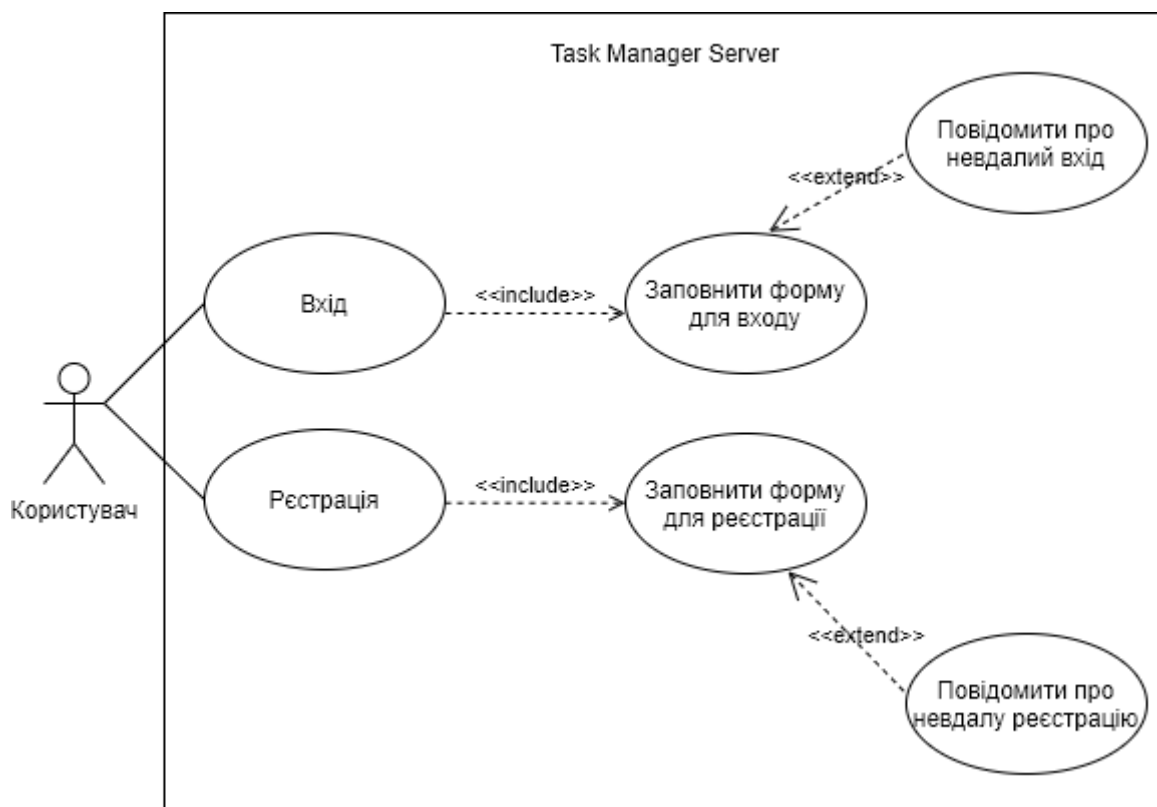 Task Manager Server
Повідомити про
невдалий вхід
<<extend>>
Вхід
<<include>>
Заповнити форму
для входу
Користувач
Рєстрація
<<include>>
Заповнити форму
для реєстрації
<<extend>>
Повідомити про
невдалу реєстрацію